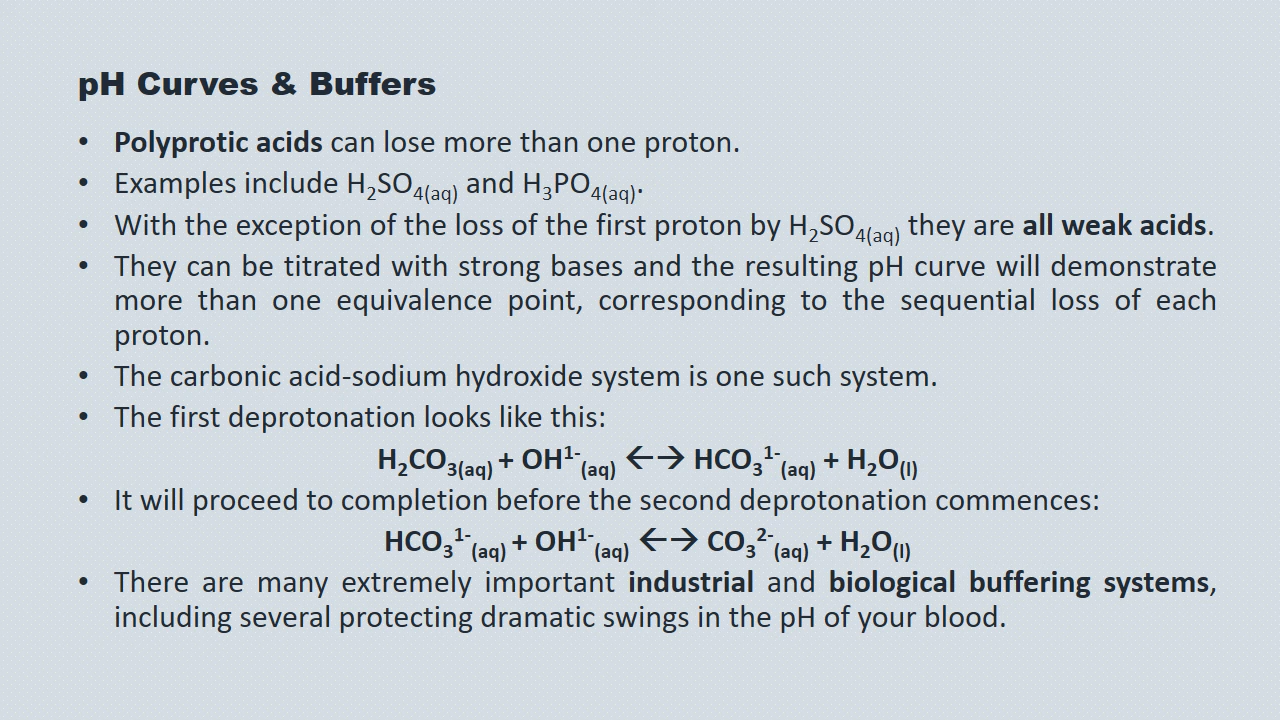 pH Curves & Buffers
• Polyprotic acids can lose more than one proton.
• Examples include H₂SO₄(aq) and H₃PO₄(aq).
• With the exception of the loss of the first proton by H₂SO₄(aq) they are all weak acids.
• They can be titrated with strong bases and the resulting pH curve will demonstrate
more than one equivalence point, corresponding to the sequential loss of each
proton.
• The carbonic acid-sodium hydroxide system is one such system.
• The first deprotonation looks like this:
H₂CO₃(aq) + OH¹⁻(aq) ←→ HCO₃¹⁻(aq) + H₂O(l)
• It will proceed to completion before the second deprotonation commences:
HCO₃¹⁻(aq) + OH¹⁻(aq) ←→ CO₃²⁻(aq) + H₂O(l)
• There are many extremely important industrial and biological buffering systems,
including several protecting dramatic swings in the pH of your blood.